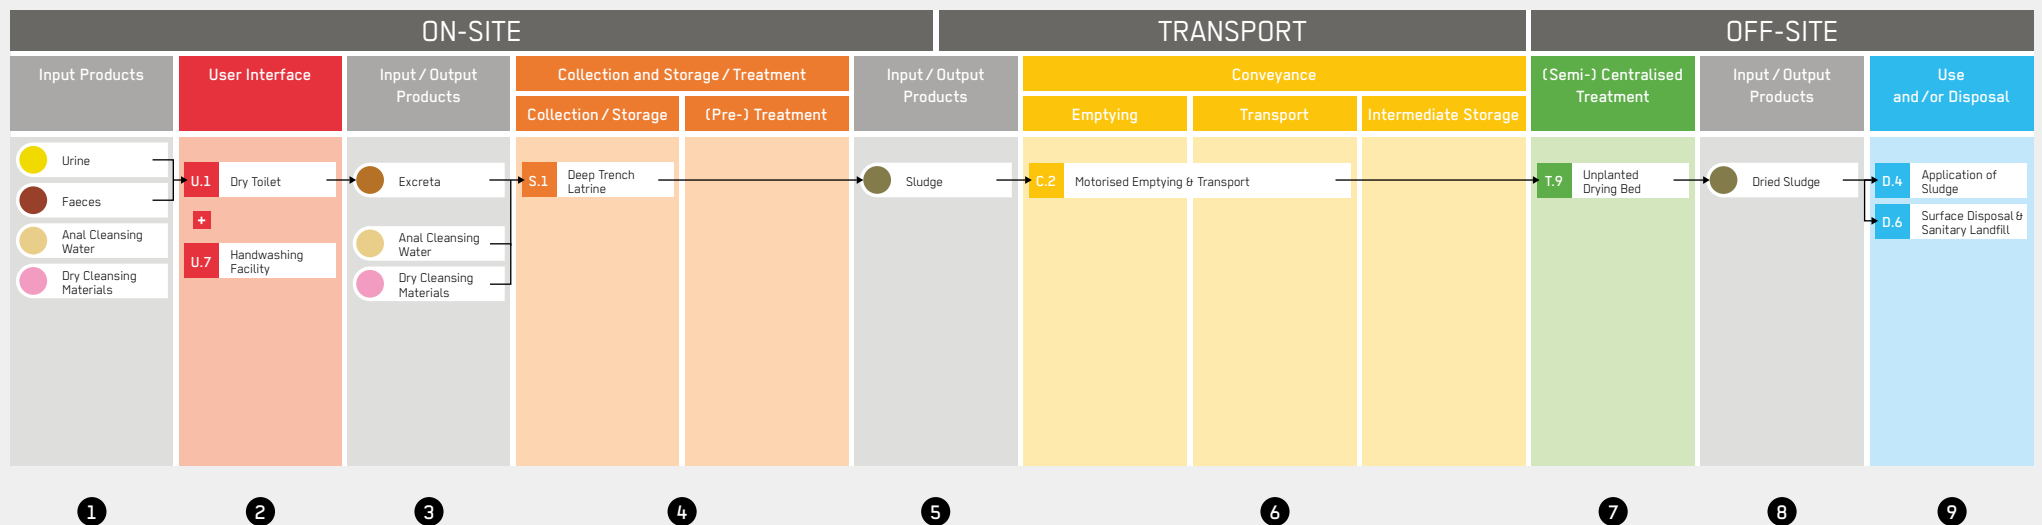 ON-SITE
TRANSPORT
OFF-SITE
Input Products
User Interface
Input / Output
Products
Collection and Storage / Treatment
Collection / Storage
(Pre-) Treatment
Input / Output
Products
Conveyance
Emptying
Transport
Intermediate Storage
(Semi-) Centralised
Treatment
Input / Output
Products
Use
and / or Disposal
Urine
Faeces
Anal Cleansing
Water
Dry Cleansing
Materials
U.1
Dry Toilet
+
U.7
Handwashing
Facility
Excreta
Anal Cleansing
Water
Dry Cleansing
Materials
S.1
Deep Trench
Latrine
Sludge
C.2
Motorised Emptying & Transport
T.9
Unplanted
Drying Bed
Dried Sludge
D.4
Application of
Sludge
D.6
Surface Disposal &
Sanitary Landfill
1
2
3
4
5
6
7
8
9